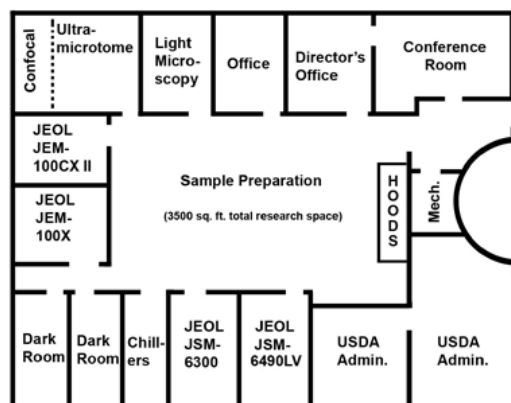 Confocal
Ultra-
microtome
Light
Micro-
scopy
Office
Director's
Office
Conference
Room
JEOL
JEM-
100CX II
JEOL
JEM-
100X
Sample Preparation
(3500 sq. ft. total research space)
HOODS
Mech.
Dark
Room
Dark
Room
Chill-
ers
JEOL
JSM-
6300
JEOL
JSM-
6490LV
USDA
Admin.
USDA
Admin.